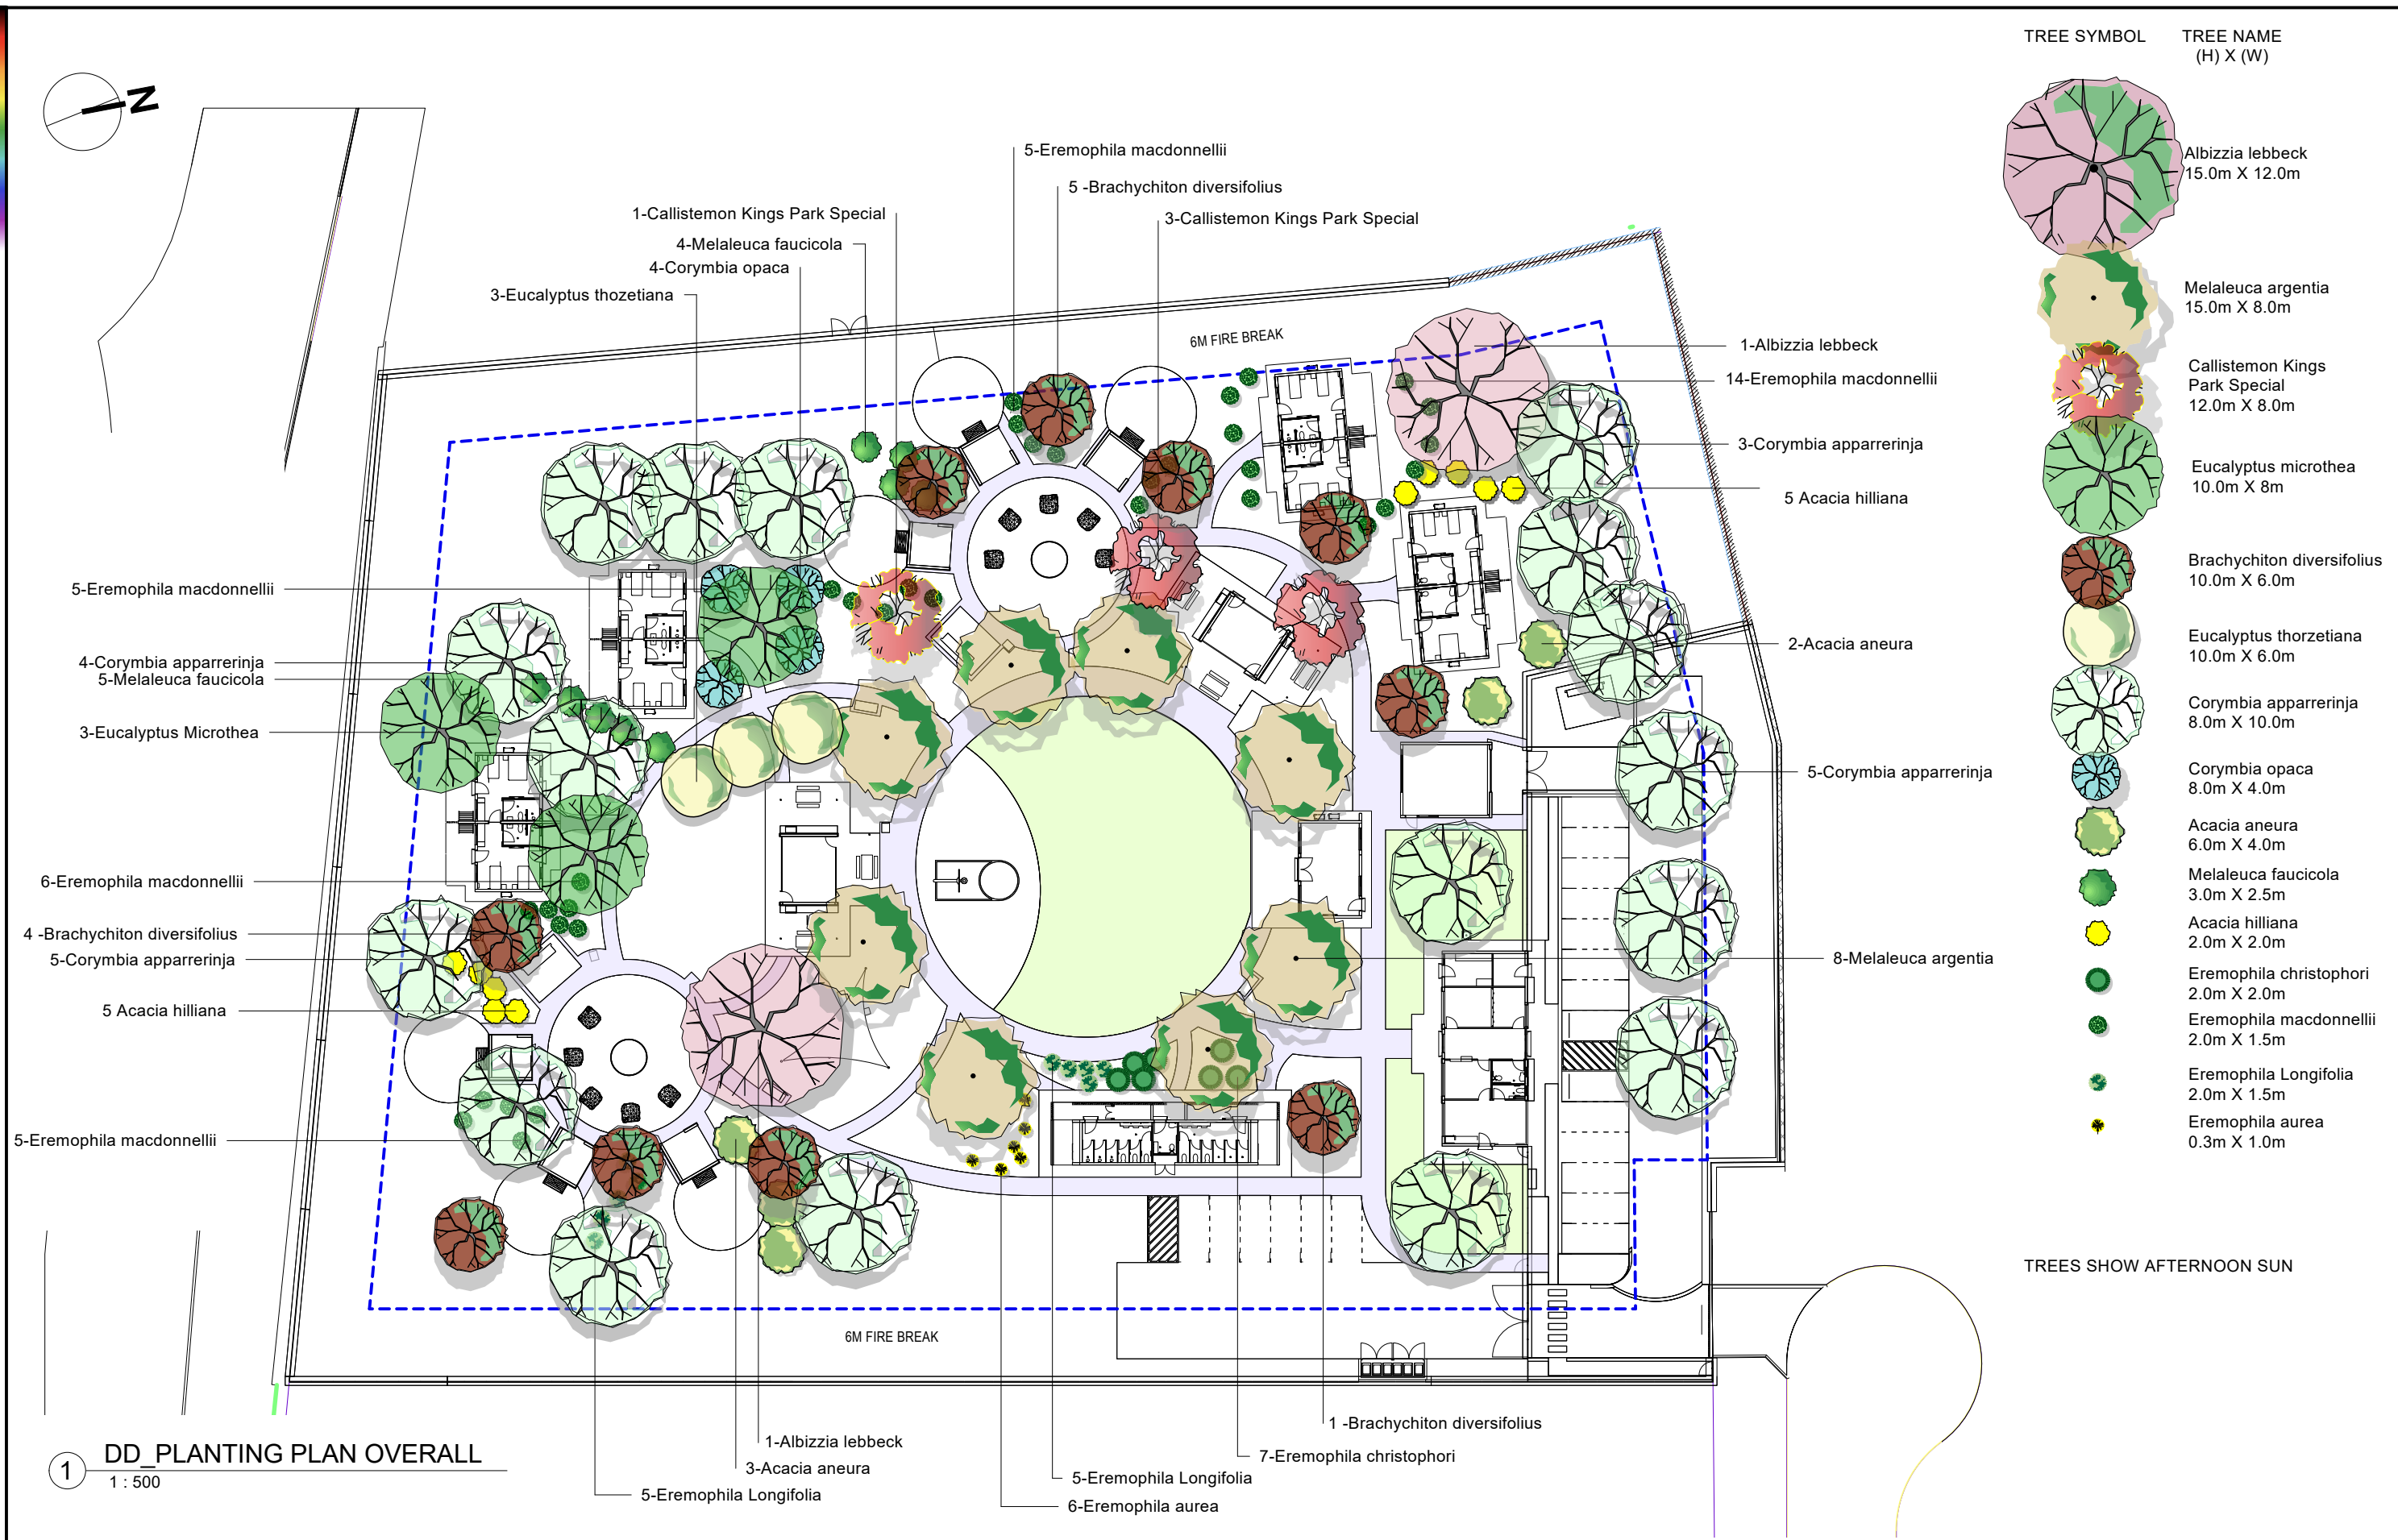 TREE SYMBOL
TREE NAME
(H) X (W)
N
Albizzia lebbeck
15.0m X 12.0m
Melaleuca argentia
15.0m X 8.0m
Callistemon Kings
Park Special
12.0m X 8.0m
Eucalyptus microthea
10.0m X 8m
Brachychiton diversifolius
10.0m X 6.0m
Eucalyptus thorzetiana
10.0m X 6.0m
Corymbia apparrerinja
8.0m X 10.0m
Corymbia opaca
8.0m X 4.0m
Acacia aneura
6.0m X 4.0m
Melaleuca faucicola
3.0m X 2.5m
Acacia hilliana
2.0m X 2.0m
Eremophila christophori
2.0m X 2.0m
Eremophila macdonnellii
2.0m X 1.5m
Eremophila Longifolia
2.0m X 1.5m
Eremophila aurea
0.3m X 1.0m
TREES SHOW AFTERNOON SUN
5-Eremophila macdonnellii
5 -Brachychiton diversifolius
1-Callistemon Kings Park Special
3-Callistemon Kings Park Special
4-Melaleuca faucicola
4-Corymbia opaca
3-Eucalyptus thozetiana
6M FIRE BREAK
1-Albizzia lebbeck
14-Eremophila macdonnellii
3-Corymbia apparrerinja
5 Acacia hilliana
5-Eremophila macdonnellii
2-Acacia aneura
4-Corymbia apparrerinja
5-Melaleuca faucicola
3-Eucalyptus Microthea
5-Corymbia apparrerinja
6-Eremophila macdonnellii
4 -Brachychiton diversifolius
5-Corymbia apparrerinja
8-Melaleuca argentia
5 Acacia hilliana
5-Eremophila macdonnellii
6M FIRE BREAK
1 -Brachychiton diversifolius
1-Albizzia lebbeck
7-Eremophila christophori
3-Acacia aneura
5-Eremophila Longifolia
5-Eremophila Longifolia
6-Eremophila aurea
1
DD_PLANTING PLAN OVERALL
1 : 500